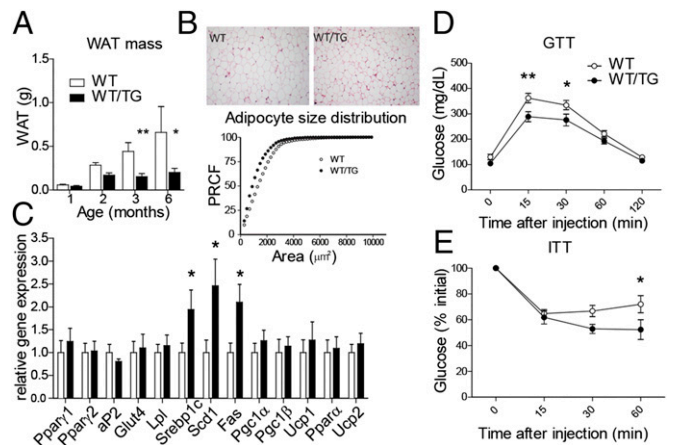 A
WAT mass
WT
WT/TG
WAT (g)
1.5
1.0
0.5
0.0
**
*
1 2 3 6
Age (months)
B
WT
WT/TG
Adipocyte size distribution
PRCF
100
75
50
25
0
WT
WT/TG
0 2000 4000 6000 8000 10000
Area (μm²)
C
relative gene expression
3.5
3.0
2.5
2.0
1.5
1.0
0.5
0.0
*
*
*
Pparγ1
Pparγ2
aP2
Glut4
Lpl
Srebp1c
Scd1
Fas
Pgc1α
Pgc1β
Ucp1
Pparα
Ucp2
D
GTT
WT
WT/TG
Glucose (mg/dL)
500
400
300
200
100
0
**
*
0 15 30 60 120
Time after injection (min)
E
ITT
Glucose (% initial)
100
80
60
40
20
0
*
0 15 30 60
Time after injection (min)